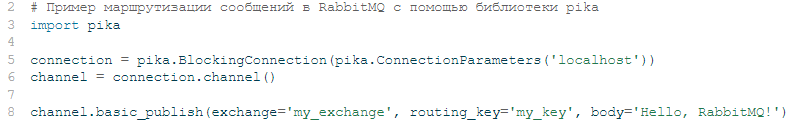 2 # Пример маршрутизации сообщений в RabbitMQ с помощью библиотеки pika
3 import pika
4
5 connection = pika.BlockingConnection(pika.ConnectionParameters('localhost'))
6 channel = connection.channel()
7
8 channel.basic_publish(exchange='my_exchange', routing_key='my_key', body='Hello, RabbitMQ!')